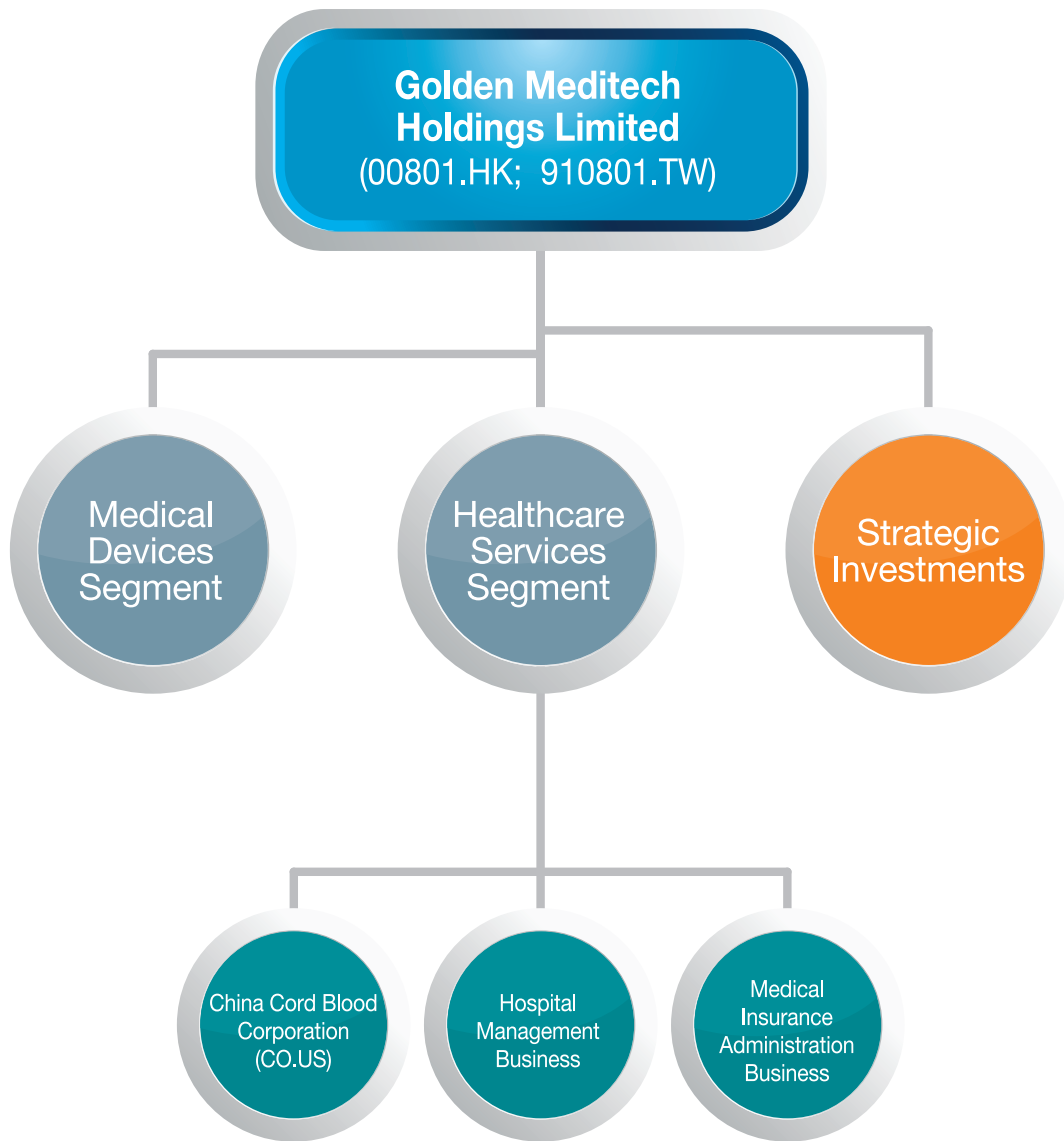 Golden Meditech
Holdings Limited
(00801.HK; 910801.TW)
Medical
Devices
Segment
Healthcare
Services
Segment
Strategic
Investments
China Cord Blood
Corporation
(CO.US)
Hospital
Management
Business
Medical
Insurance
Administration
Business